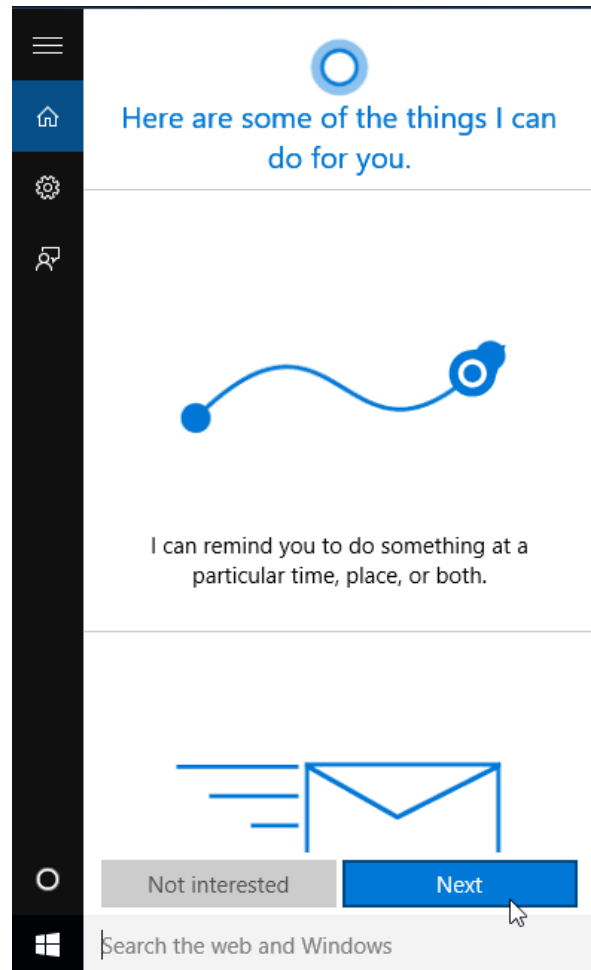 Here are some of the things I can
do for you.
I can remind you to do something at a
particular time, place, or both.
Not interested
Next
Search the web and Windows